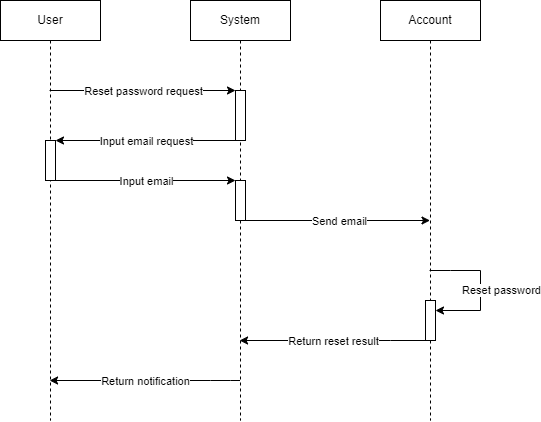 User
System
Account
Reset password request
Input email request
Input email
Send email
Reset password
Return reset result
Return notification